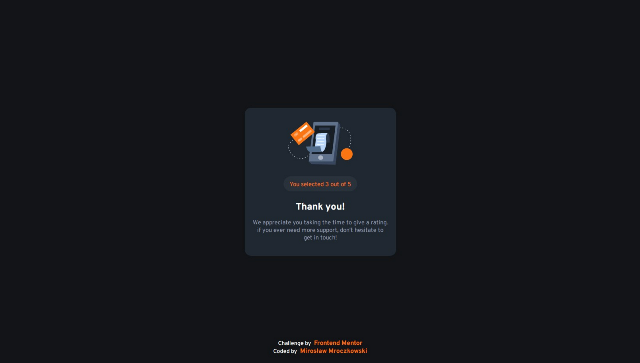 You selected 3 out of 5
Thank you!
We appreciate you taking the time to give a rating.
if you ever need more support, don't hesitate to
get in touch!
Challenge by Frontend Mentor
Coded by Mirosław Mroczkowski